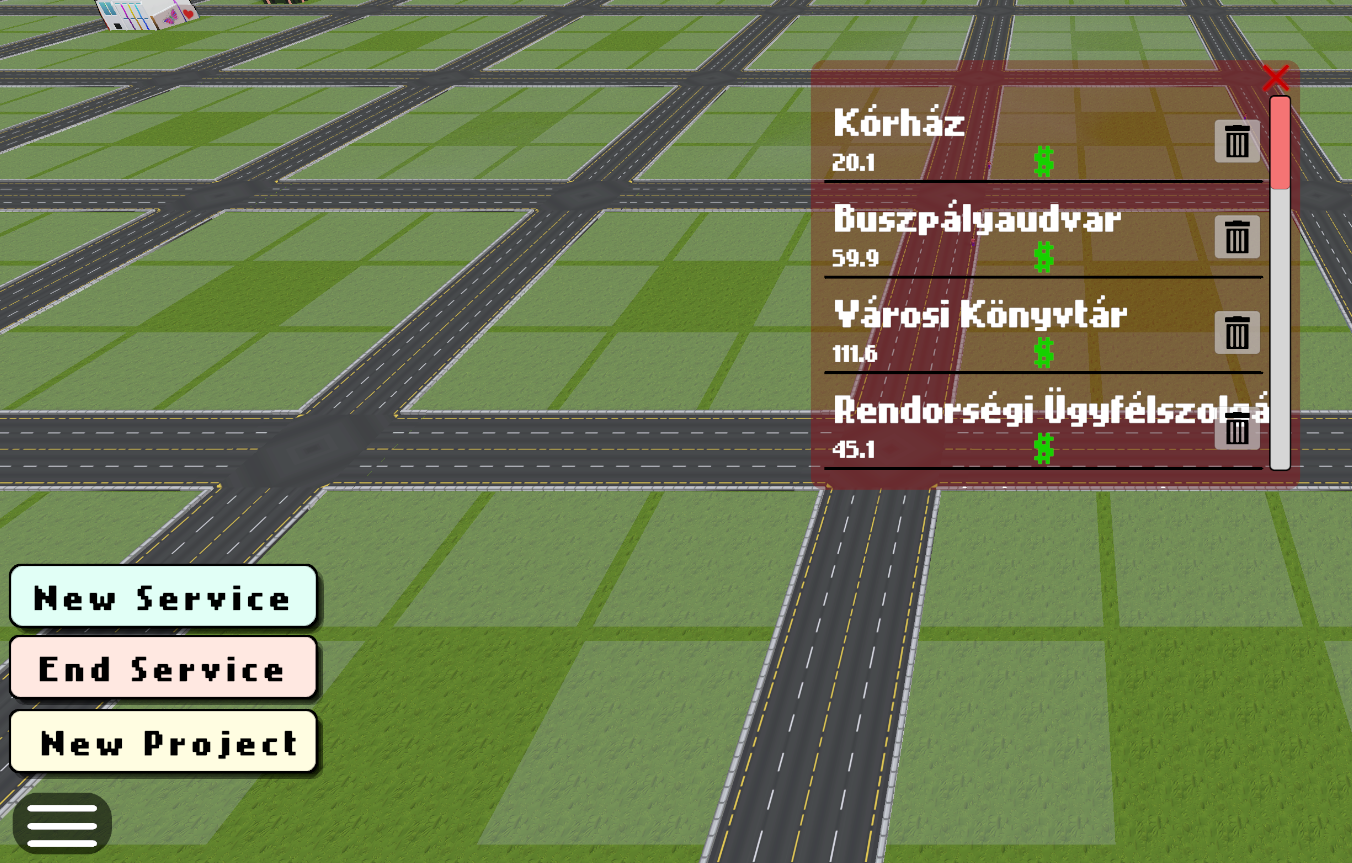 Kórház
20.1 $
Buszpályaudvar
59.9 $
Városi Könyvtár
111.6 $
Rendorségi Ügyfélszolgá
45.1 $
New Service
End Service
New Project